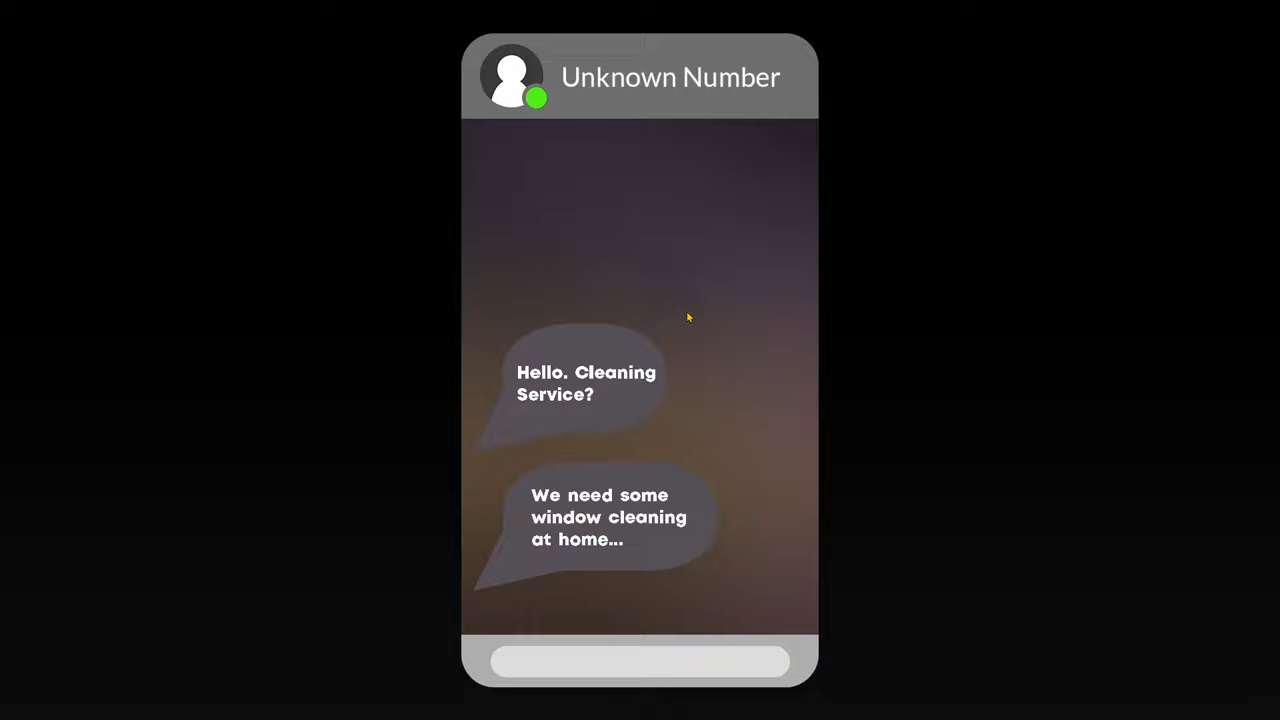 Unknown Number
Hello. Cleaning
Service?
We need some
window cleaning
at home...